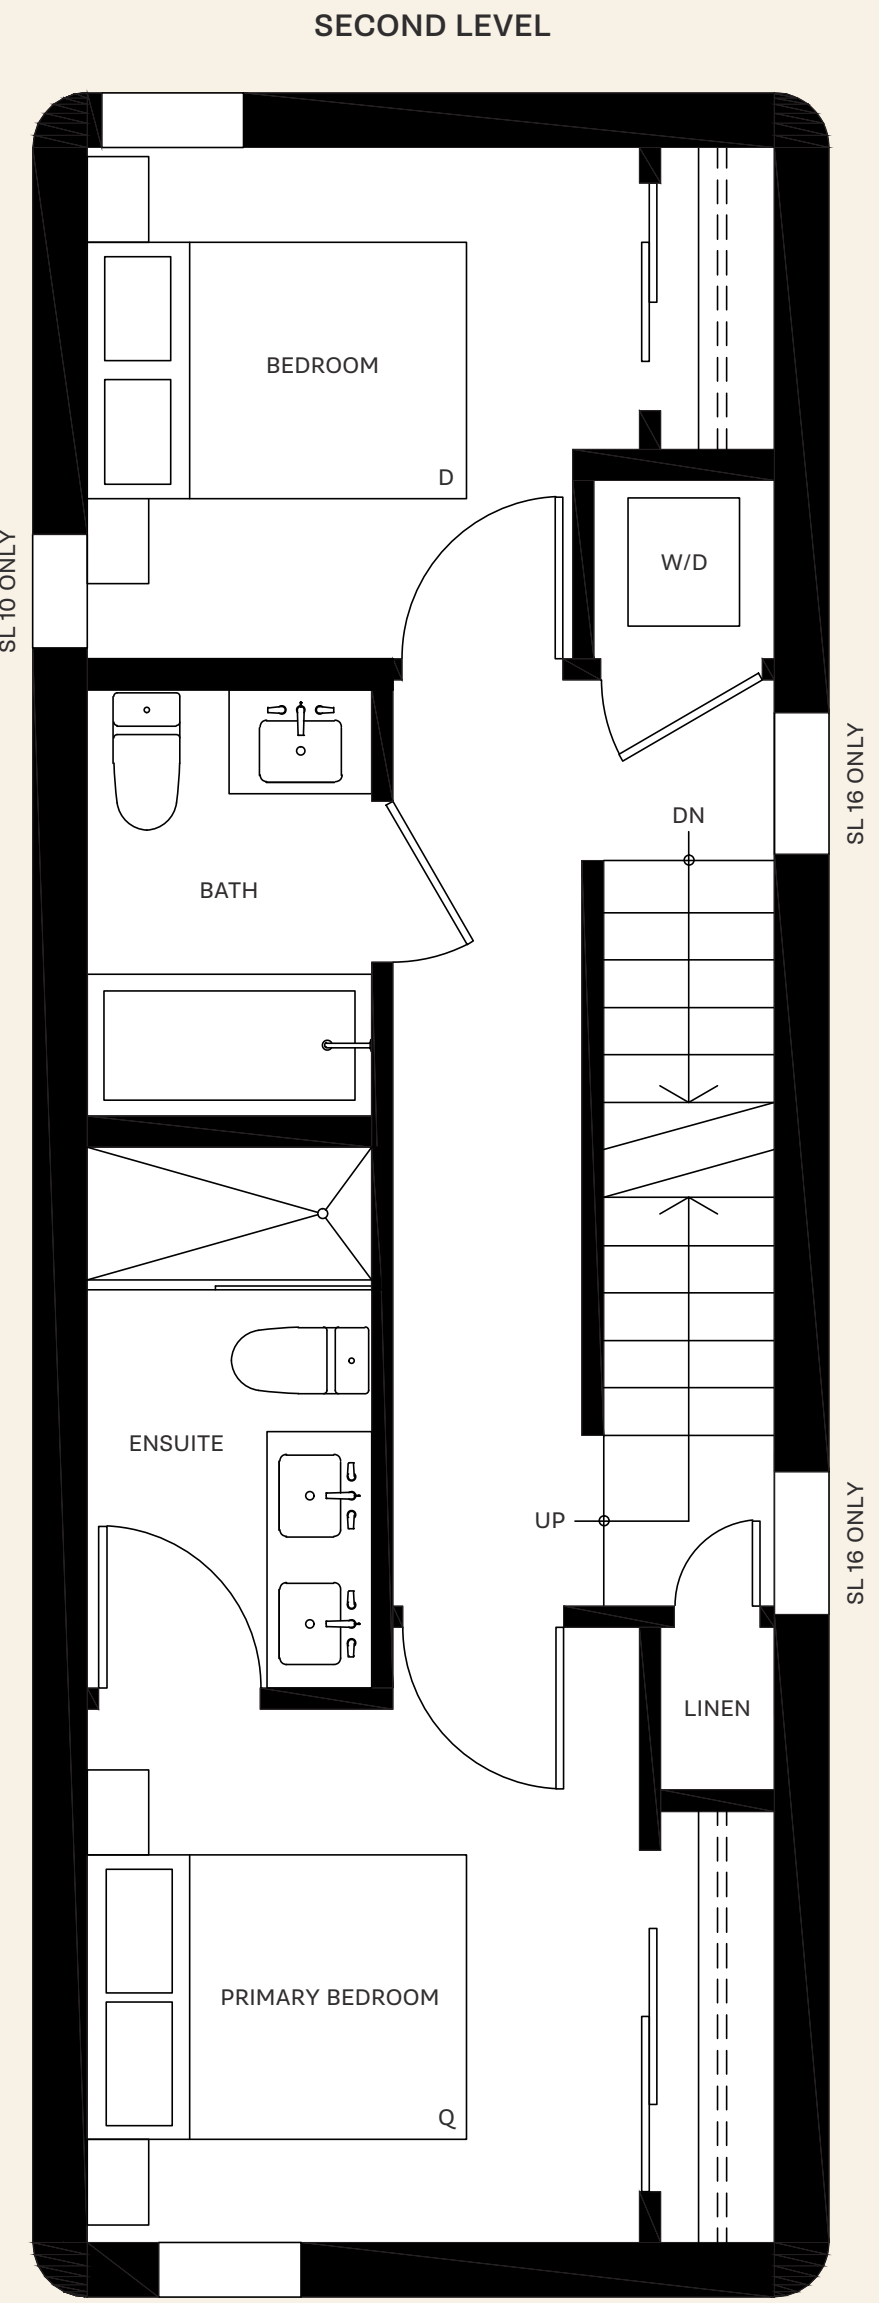 SECOND LEVEL
BEDROOM
D
W/D
SL 10 ONLY
SL 16 ONLY
DN
BATH
ENSUITE
UP
SL 16 ONLY
LINEN
PRIMARY BEDROOM
Q